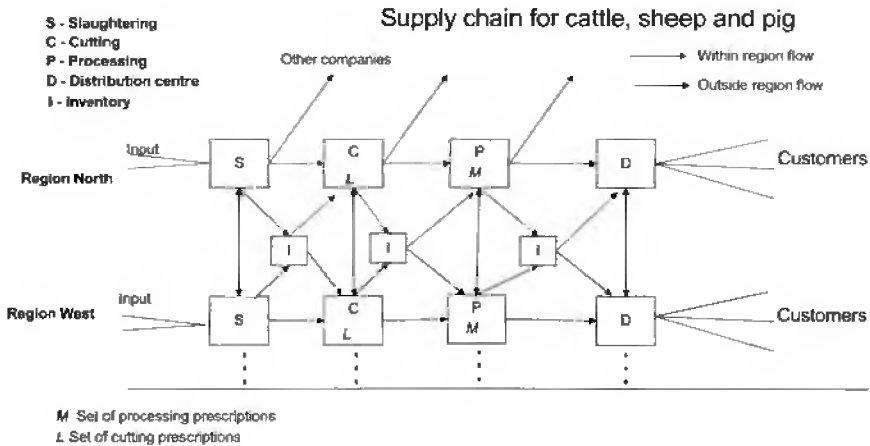 Supply chain for cattle, sheep and pig
S - Slaughtering
C - Cutting
P - Processing
D - Distribution centre
I - Inventory
Other companies
Within region flow
Outside region flow
Input
Region North
S
C
L
P
M
D
Customers
I
I
I
Input
Region West
S
C
L
P
M
D
Customers
M Set of processing prescriptions
L Set of cutting prescriptions